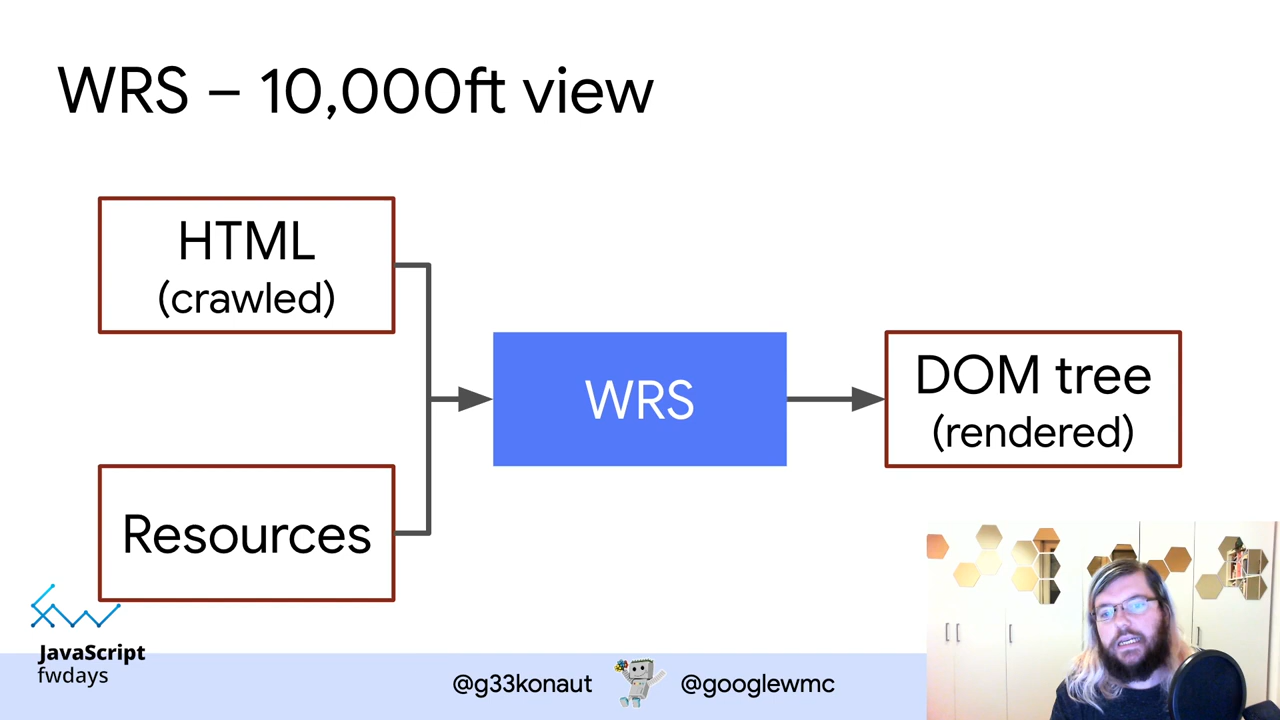 WRS – 10,000ft view
HTML
(crawled)
Resources
WRS
DOM tree
(rendered)
JavaScript
fwdays
@g33konaut
@googlewmc